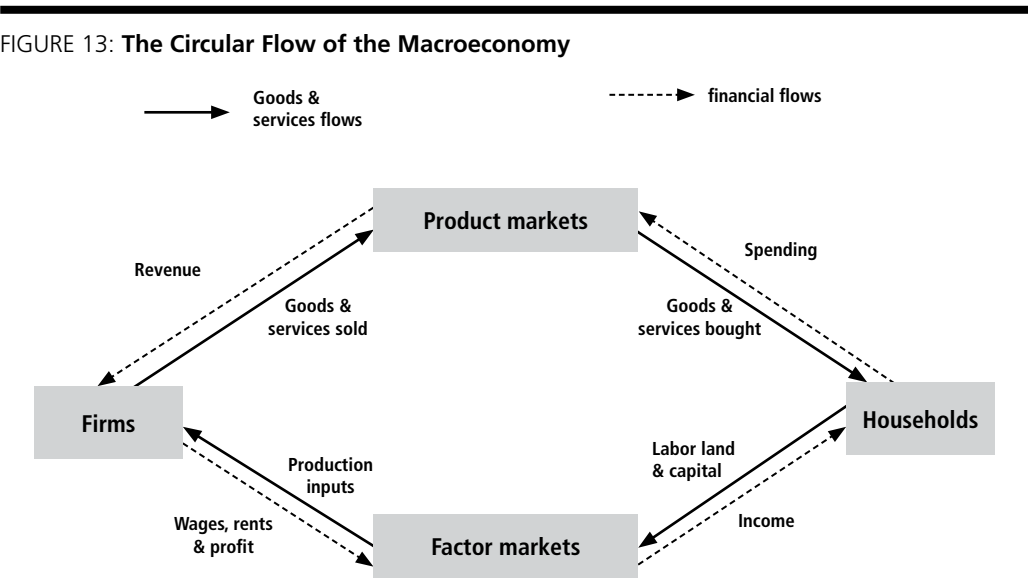 FIGURE 13: The Circular Flow of the Macroeconomy
Goods &
services flows
financial flows
Product markets
Revenue
Spending
Goods &
services sold
Goods &
services bought
Firms
Households
Production
inputs
Labor land
& capital
Wages, rents
& profit
Income
Factor markets